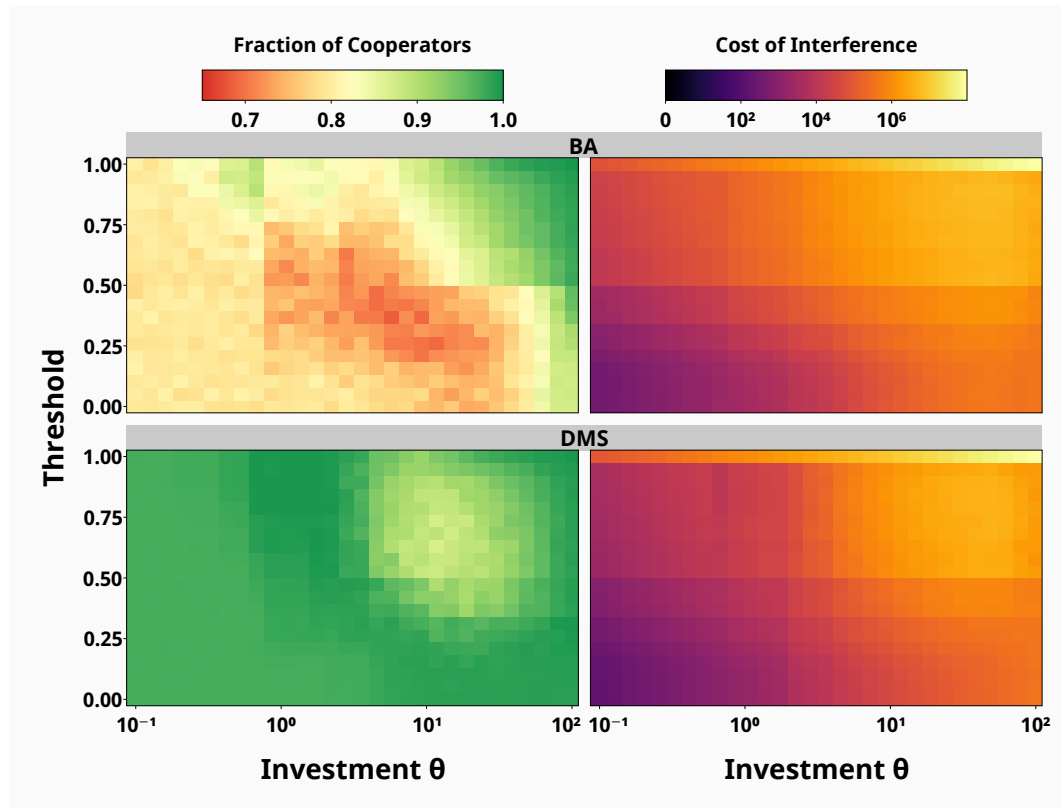 Fraction of Cooperators
Cost of Interference
0.7 0.8 0.9 1.0
0 10² 10⁴ 10⁶
BA
1.00
0.75
0.50
0.25
0.00
DMS
1.00
0.75
0.50
0.25
0.00
Threshold
10⁻¹ 10⁰ 10¹ 10²
10⁻¹ 10⁰ 10¹ 10²
Investment θ
Investment θ